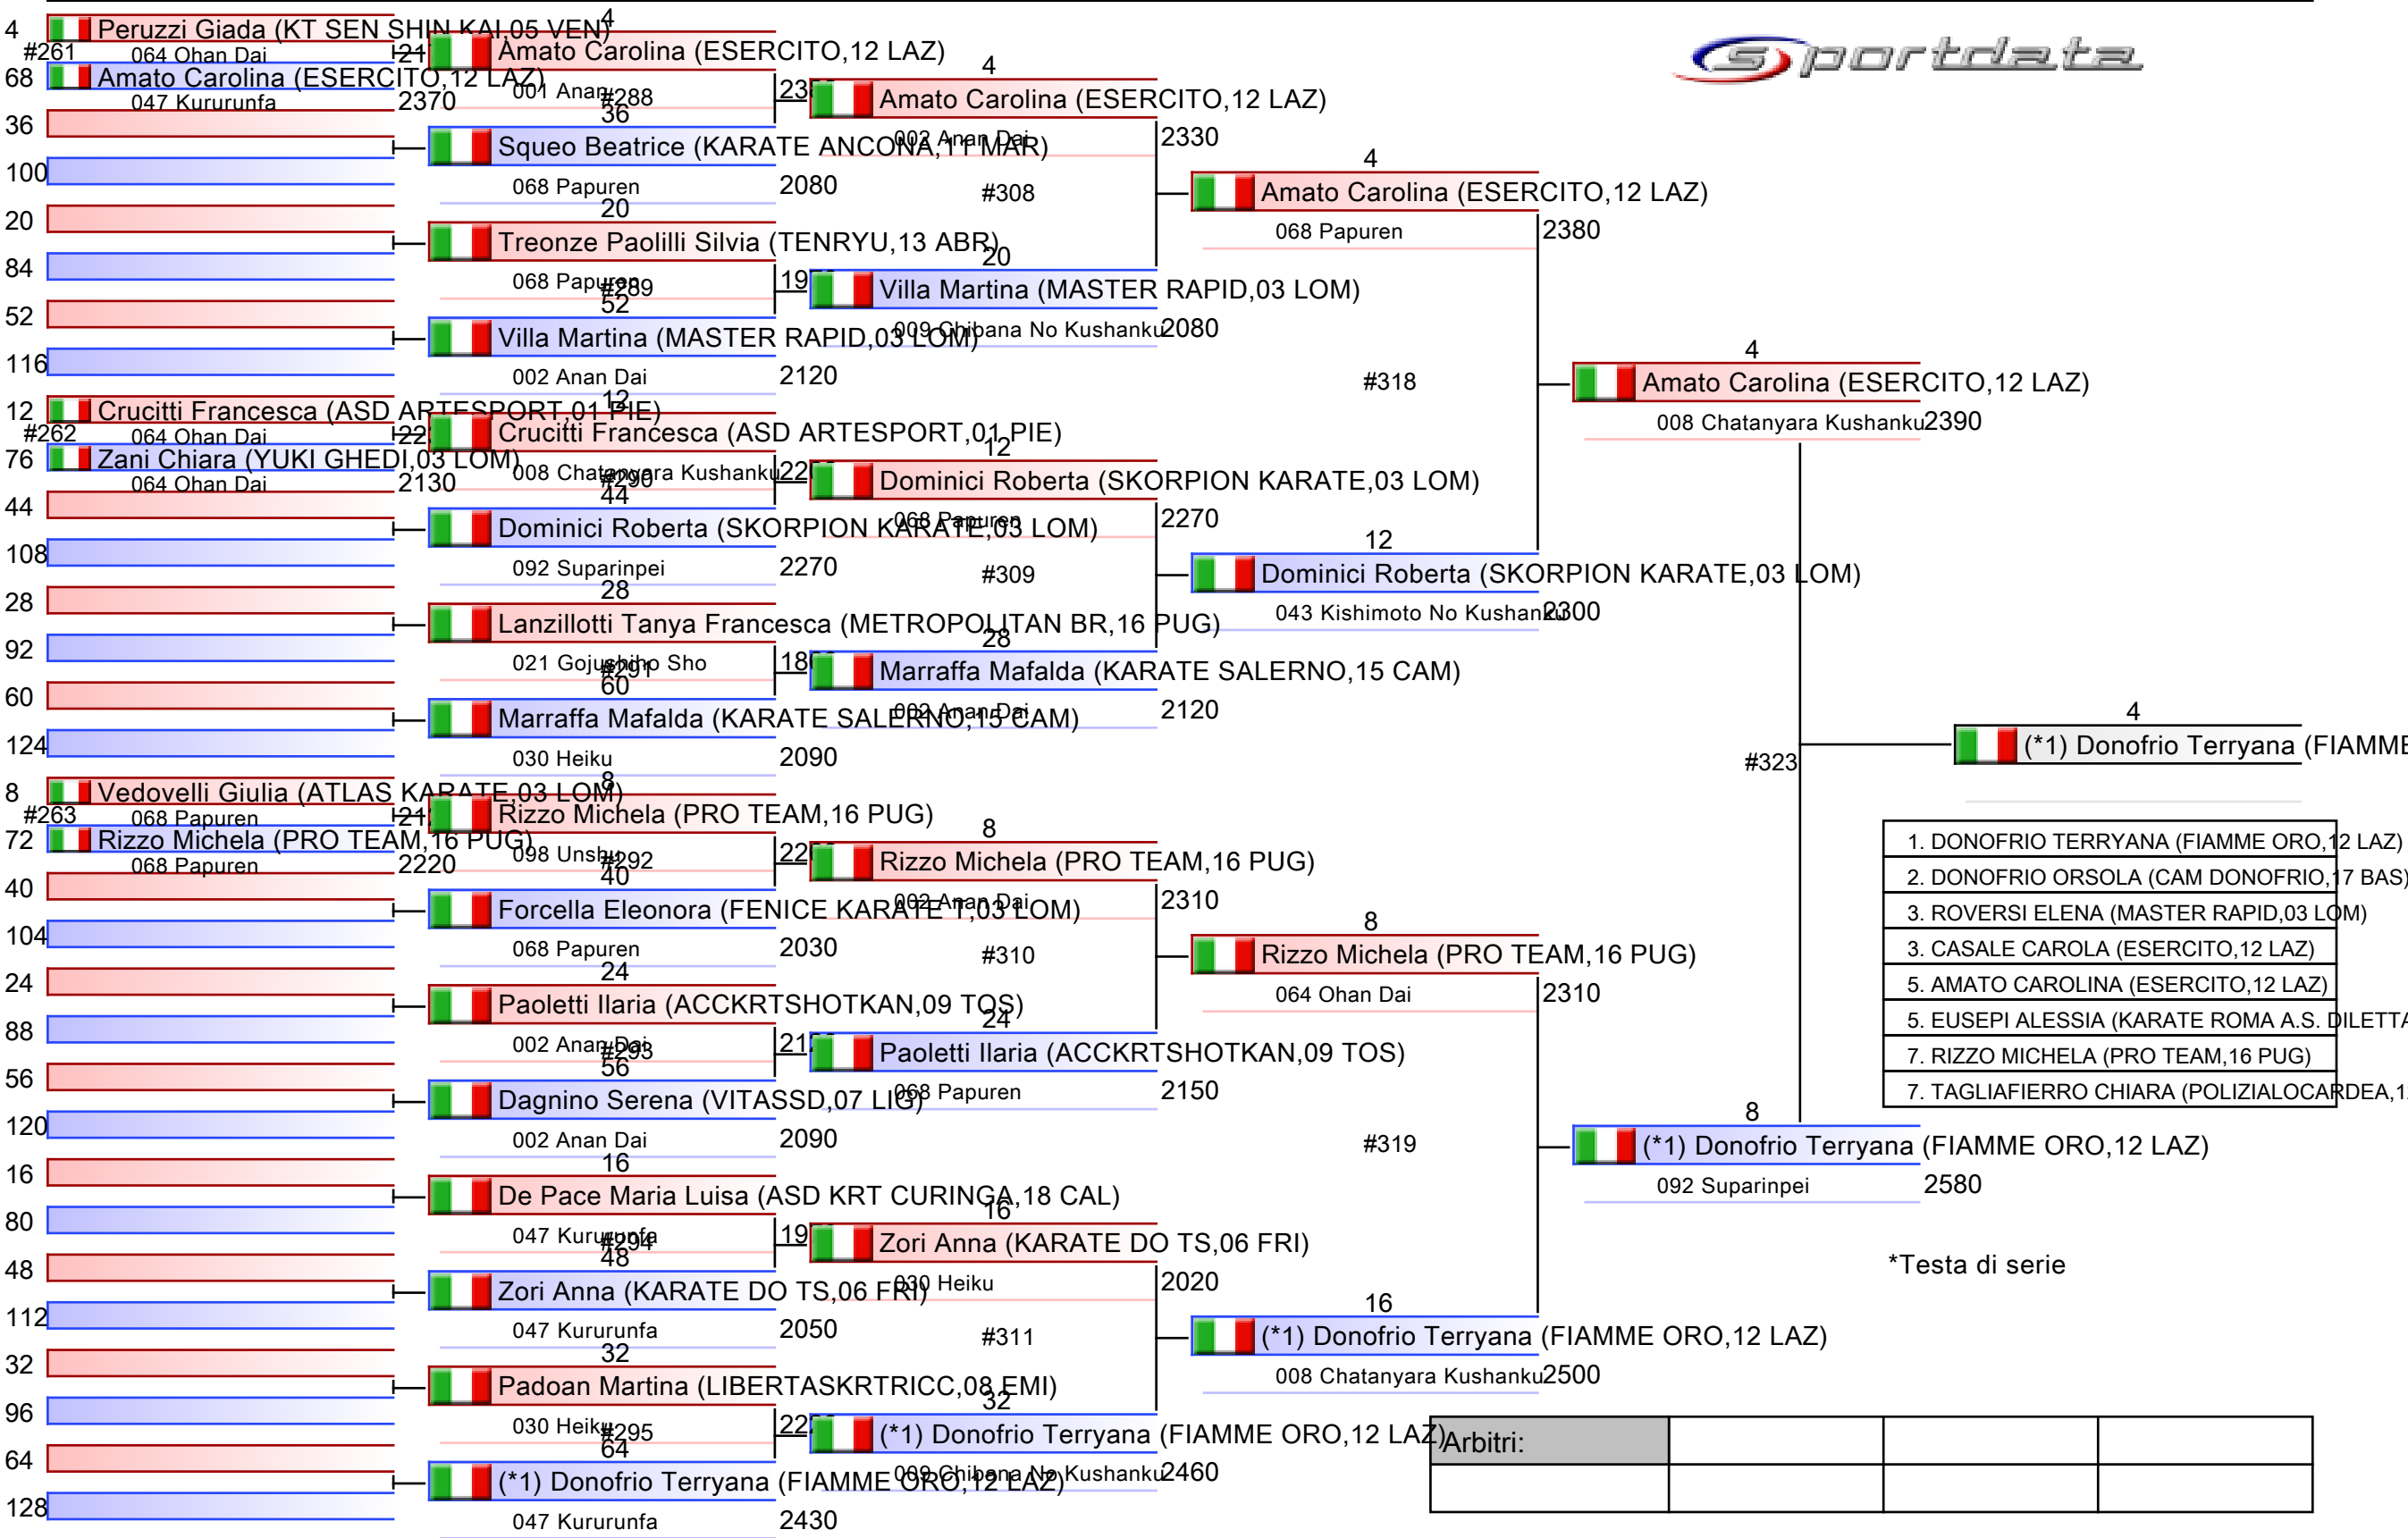 sportdata
4
Peruzzi Giada (KT SEN SHIN KAI,05 VEN)
064 Ohan Dai
#261
68
Amato Carolina (ESERCITO,12 LAZ)
047 Kururunfa
2370
36
100
20
84
52
116
12
Crucitti Francesca (ASD ARTESPORT,01 PIE)
064 Ohan Dai
#262
76
Zani Chiara (YUKI GHEDI,03 LOM)
064 Ohan Dai
2130
44
108
28
92
60
124
8
Vedovelli Giulia (ATLAS KARATE,03 LOM)
068 Papuren
#263
72
Rizzo Michela (PRO TEAM,16 PUG)
068 Papuren
2220
40
104
24
88
56
120
16
80
48
112
32
96
64
128
4
Amato Carolina (ESERCITO,12 LAZ)
001 Anan
#288
36
Squeo Beatrice (KARATE ANCONA,11 MAR)
068 Papuren
2080
20
Treonze Paolilli Silvia (TENRYU,13 ABR)
068 Papuren
#289
52
Villa Martina (MASTER RAPID,03 LOM)
002 Anan Dai
2120
12
Crucitti Francesca (ASD ARTESPORT,01 PIE)
008 Chatanyara Kushanku
#290
44
Dominici Roberta (SKORPION KARATE,03 LOM)
092 Suparinpei
2270
28
Lanzillotti Tanya Francesca (METROPOLITAN BR,16 PUG)
021 Gojushiho Sho
#291
60
Marraffa Mafalda (KARATE SALERNO,15 CAM)
030 Heiku
2090
8
Rizzo Michela (PRO TEAM,16 PUG)
098 Unshu
#292
40
Forcella Eleonora (FENICE KARATE T,03 LOM)
068 Papuren
2030
24
Paoletti Ilaria (ACCKRTSHOTKAN,09 TOS)
002 Anan Dai
#293
56
Dagnino Serena (VITASSD,07 LIG)
002 Anan Dai
2090
16
De Pace Maria Luisa (ASD KRT CURINGA,18 CAL)
047 Kururunfa
#294
48
Zori Anna (KARATE DO TS,06 FRI)
047 Kururunfa
2050
32
Padoan Martina (LIBERTASKRTRICC,08 EMI)
030 Heiku
#295
64
(*1) Donofrio Terryana (FIAMME ORO,12 LAZ)
047 Kururunfa
2430
4
Amato Carolina (ESERCITO,12 LAZ)
002 Anan Dai
2330
#308
20
Villa Martina (MASTER RAPID,03 LOM)
009 Chibana No Kushanku
2080
12
Dominici Roberta (SKORPION KARATE,03 LOM)
068 Papuren
2270
#309
28
Marraffa Mafalda (KARATE SALERNO,15 CAM)
002 Anan Dai
2120
8
Rizzo Michela (PRO TEAM,16 PUG)
002 Anan Dai
2310
#310
24
Paoletti Ilaria (ACCKRTSHOTKAN,09 TOS)
068 Papuren
2150
16
Zori Anna (KARATE DO TS,06 FRI)
030 Heiku
2020
#311
32
(*1) Donofrio Terryana (FIAMME ORO,12 LAZ)
009 Chibana No Kushanku
2460
4
Amato Carolina (ESERCITO,12 LAZ)
068 Papuren
2380
#318
12
Dominici Roberta (SKORPION KARATE,03 LOM)
043 Kishimoto No Kushanku
2300
8
Rizzo Michela (PRO TEAM,16 PUG)
064 Ohan Dai
2310
#319
16
(*1) Donofrio Terryana (FIAMME ORO,12 LAZ)
008 Chatanyara Kushanku
2500
4
Amato Carolina (ESERCITO,12 LAZ)
008 Chatanyara Kushanku
2390
#323
8
(*1) Donofrio Terryana (FIAMME ORO,12 LAZ)
092 Suparinpei
2580
4
(*1) Donofrio Terryana
1. DONOFRIO TERRYANA (FIAMME ORO,12 LAZ)
2. DONOFRIO ORSOLA (CAM DONOFRIO,17 BAS)
3. ROVERSI ELENA (MASTER RAPID,03 LOM)
3. CASALE CAROLA (ESERCITO,12 LAZ)
5. AMATO CAROLINA (ESERCITO,12 LAZ)
5. EUSEPI ALESSIA (KARATE ROMA A.S.
7. RIZZO MICHELA (PRO TEAM,16 PUG)
7. TAGLIAFIERRO CHIARA (POLIZIALOCARDEA,
*Testa di serie
Arbitri: